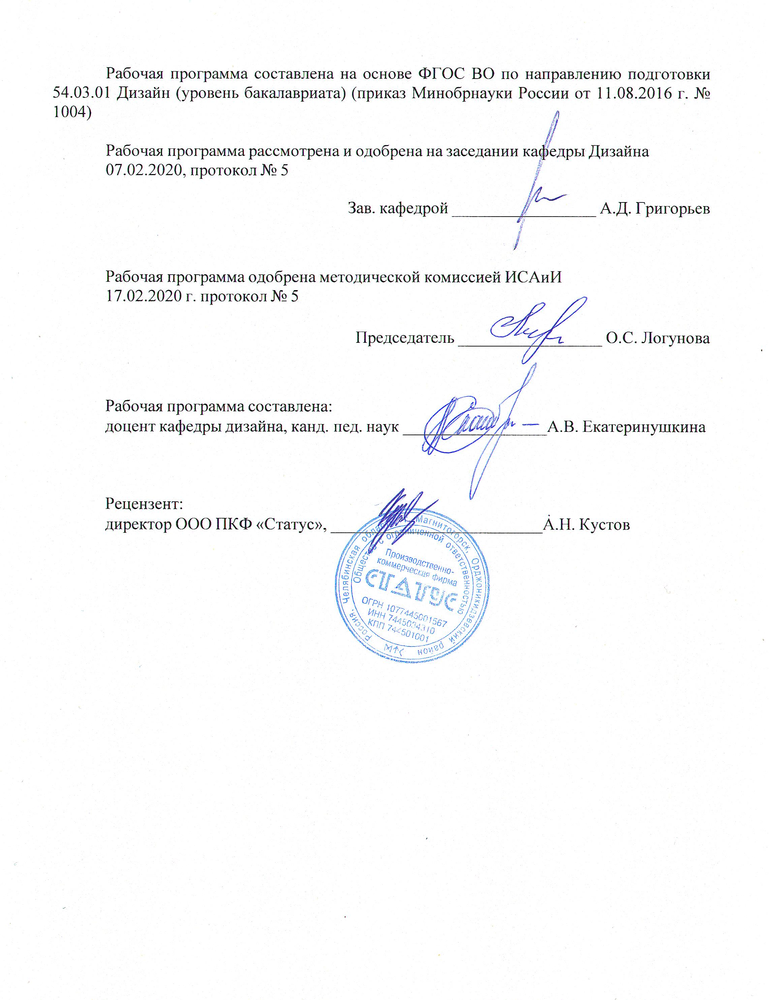 Рабочая программа составлена на основе ФГОС ВО по направлению подготовки
54.03.01 Дизайн (уровень бакалавриата) (приказ Минобрнауки России от 11.08.2016 г. №
1004)
Рабочая программа рассмотрена и одобрена на заседании кафедры Дизайна
07.02.2020, протокол № 5
Зав. кафедрой __________________ А.Д. Григорьев
Рабочая программа одобрена методической комиссией ИСАиИ
17.02.2020 г. протокол № 5
Председатель __________________ О.С. Логунова
Рабочая программа составлена:
доцент кафедры дизайна, канд. пед. наук __________________А.В. Екатеринушкина
Рецензент:
директор ООО ПКФ «Статус», __________________________А.Н. Кустов
Россия, Челябинская область, г. Магнитогорск, Орджоникидзевский район
Общество с ограниченной ответственностью
Производственно-
коммерческая фирма
СТАТУС
ОГРН 1077445001567
ИНН 7445034310
КПП 744501001